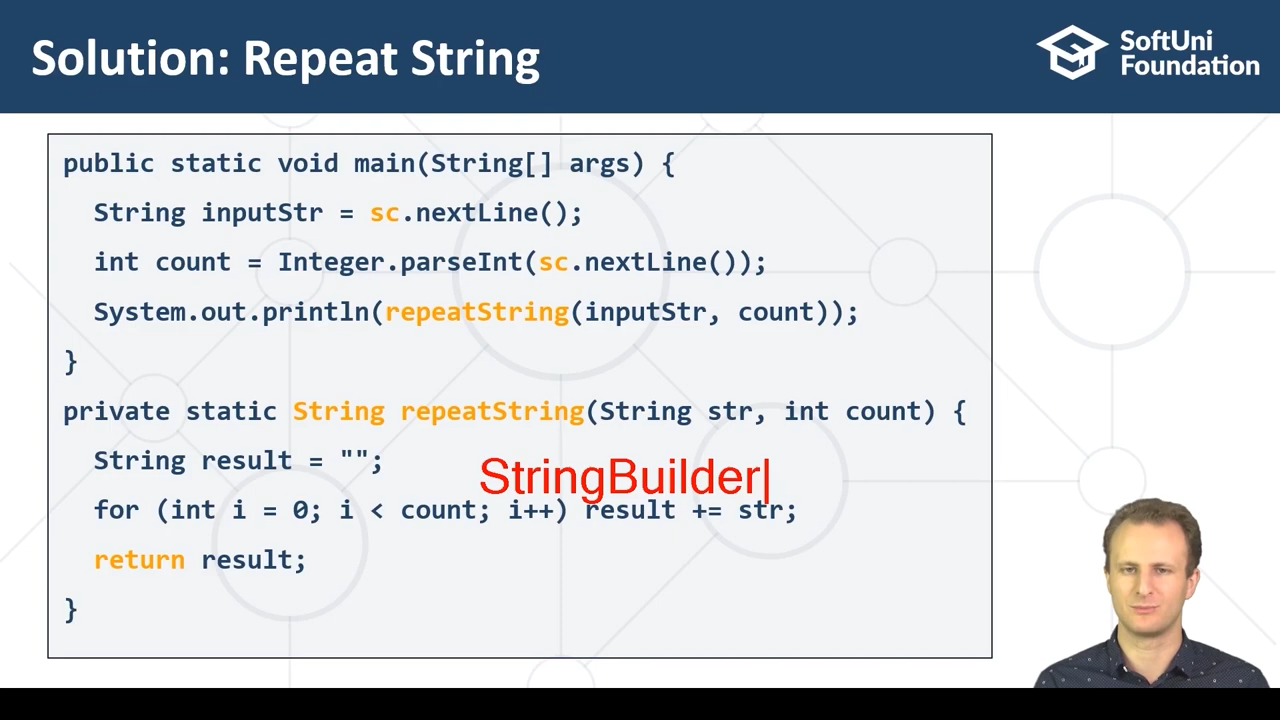 Solution: Repeat String
SoftUni
Foundation
public static void main(String[] args) {
String inputStr = sc.nextLine();
int count = Integer.parseInt(sc.nextLine());
System.out.println(repeatString(inputStr, count));
}
private static String repeatString(String str, int count) {
String result = "";
StringBuilder
for (int i = 0; i < count; i++) result += str;
return result;
}